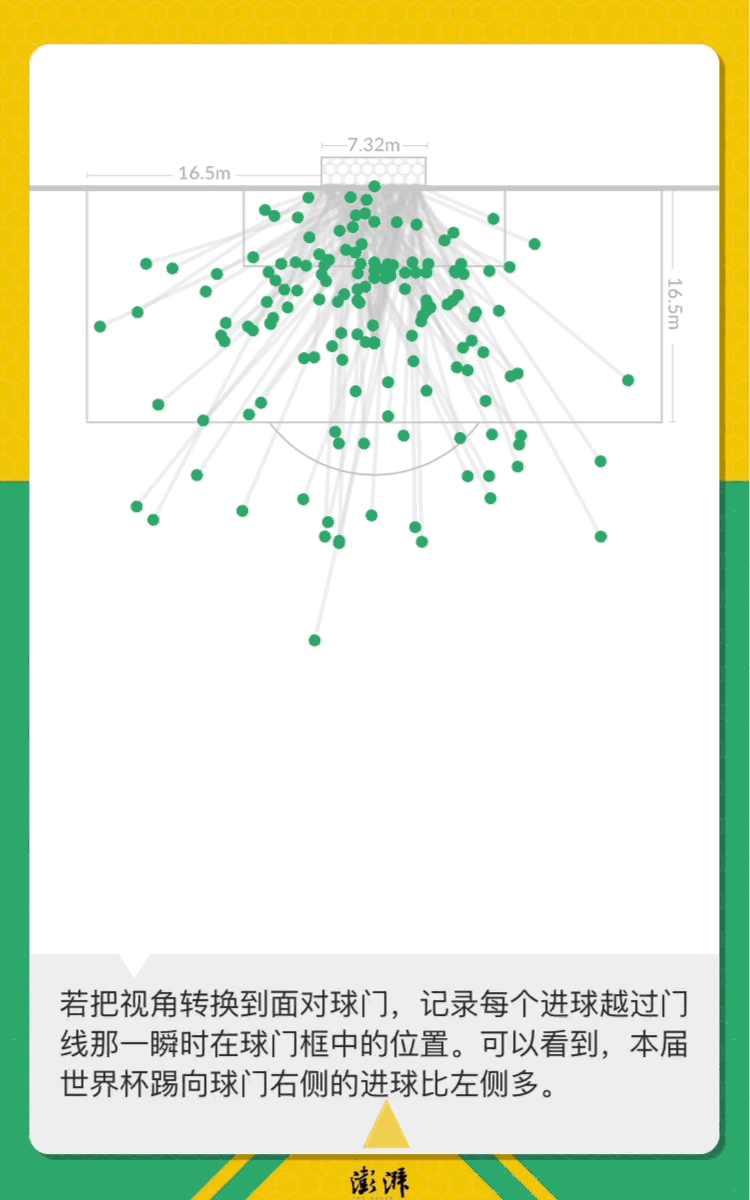 7.32m
16.5m
16.5m
若把视角转换到面对球门，记录每个进球越过门
线那一瞬时在球门框中的位置。可以看到，本届
世界杯踢向球门右侧的进球比左侧多。
澎湃